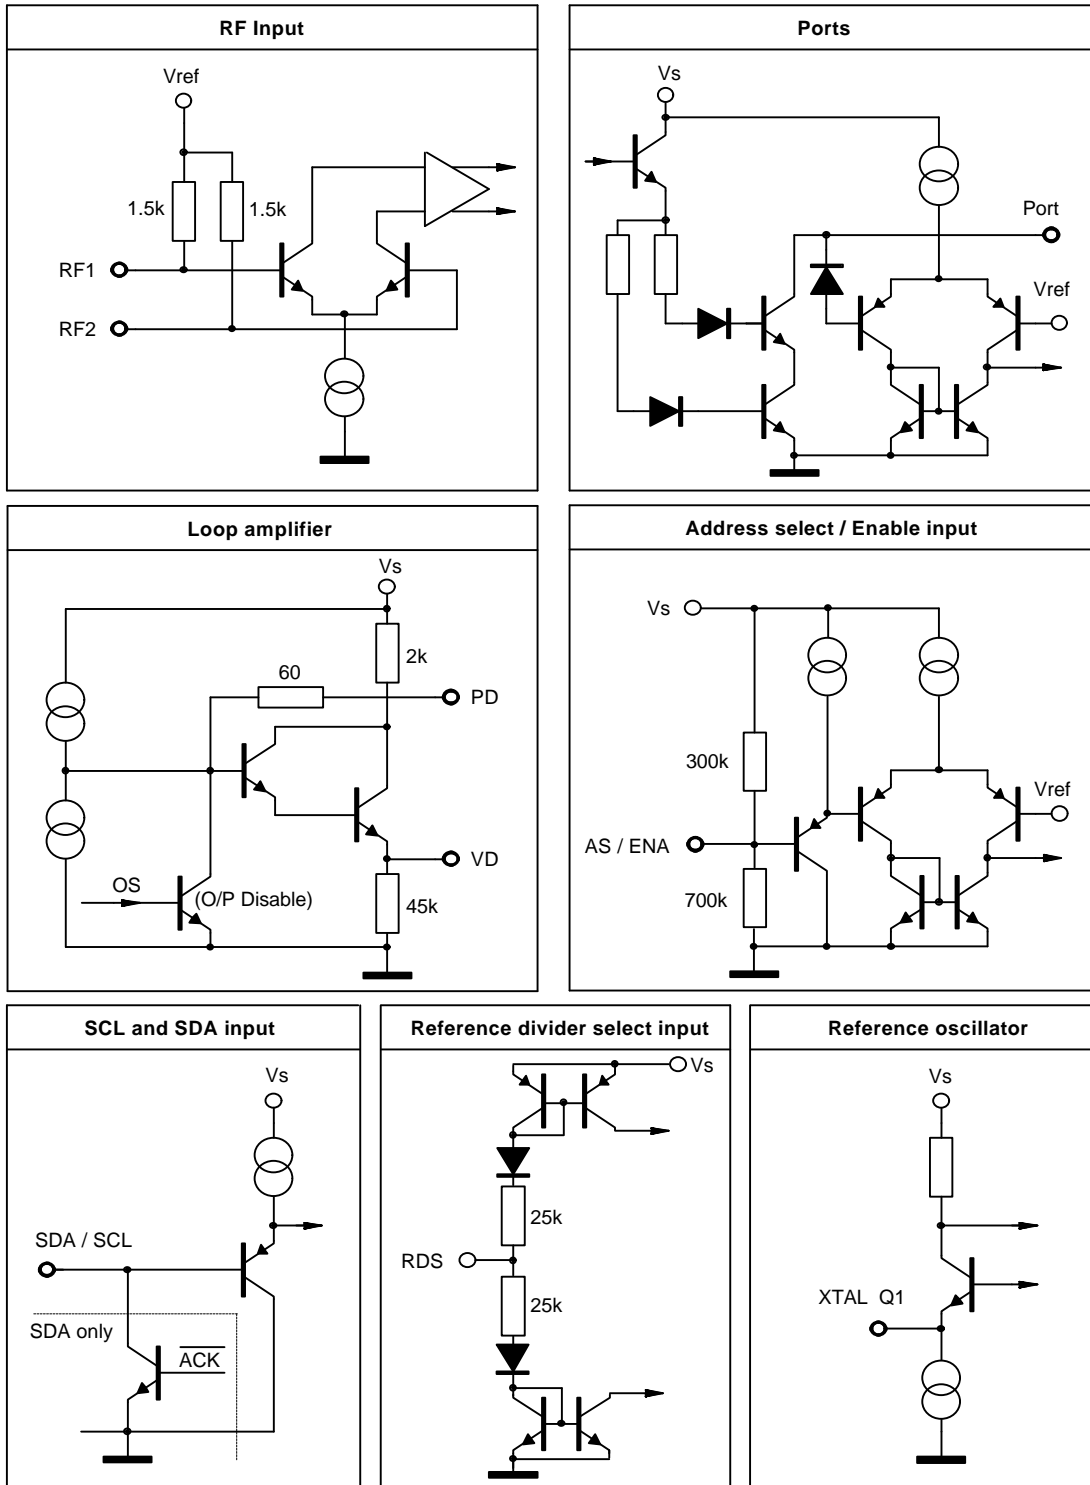 RF Input
Vref
1.5k
1.5k
RF1
RF2
Ports
Vs
Port
Vref
Loop amplifier
Vs
2k
60
PD
VD
OS
(O/P Disable)
45k
Address select / Enable input
Vs
300k
Vref
AS / ENA
700k
SCL and SDA input
Vs
SDA / SCL
SDA only
ACK
Reference divider select input
Vs
25k
RDS
25k
Reference oscillator
Vs
XTAL Q1